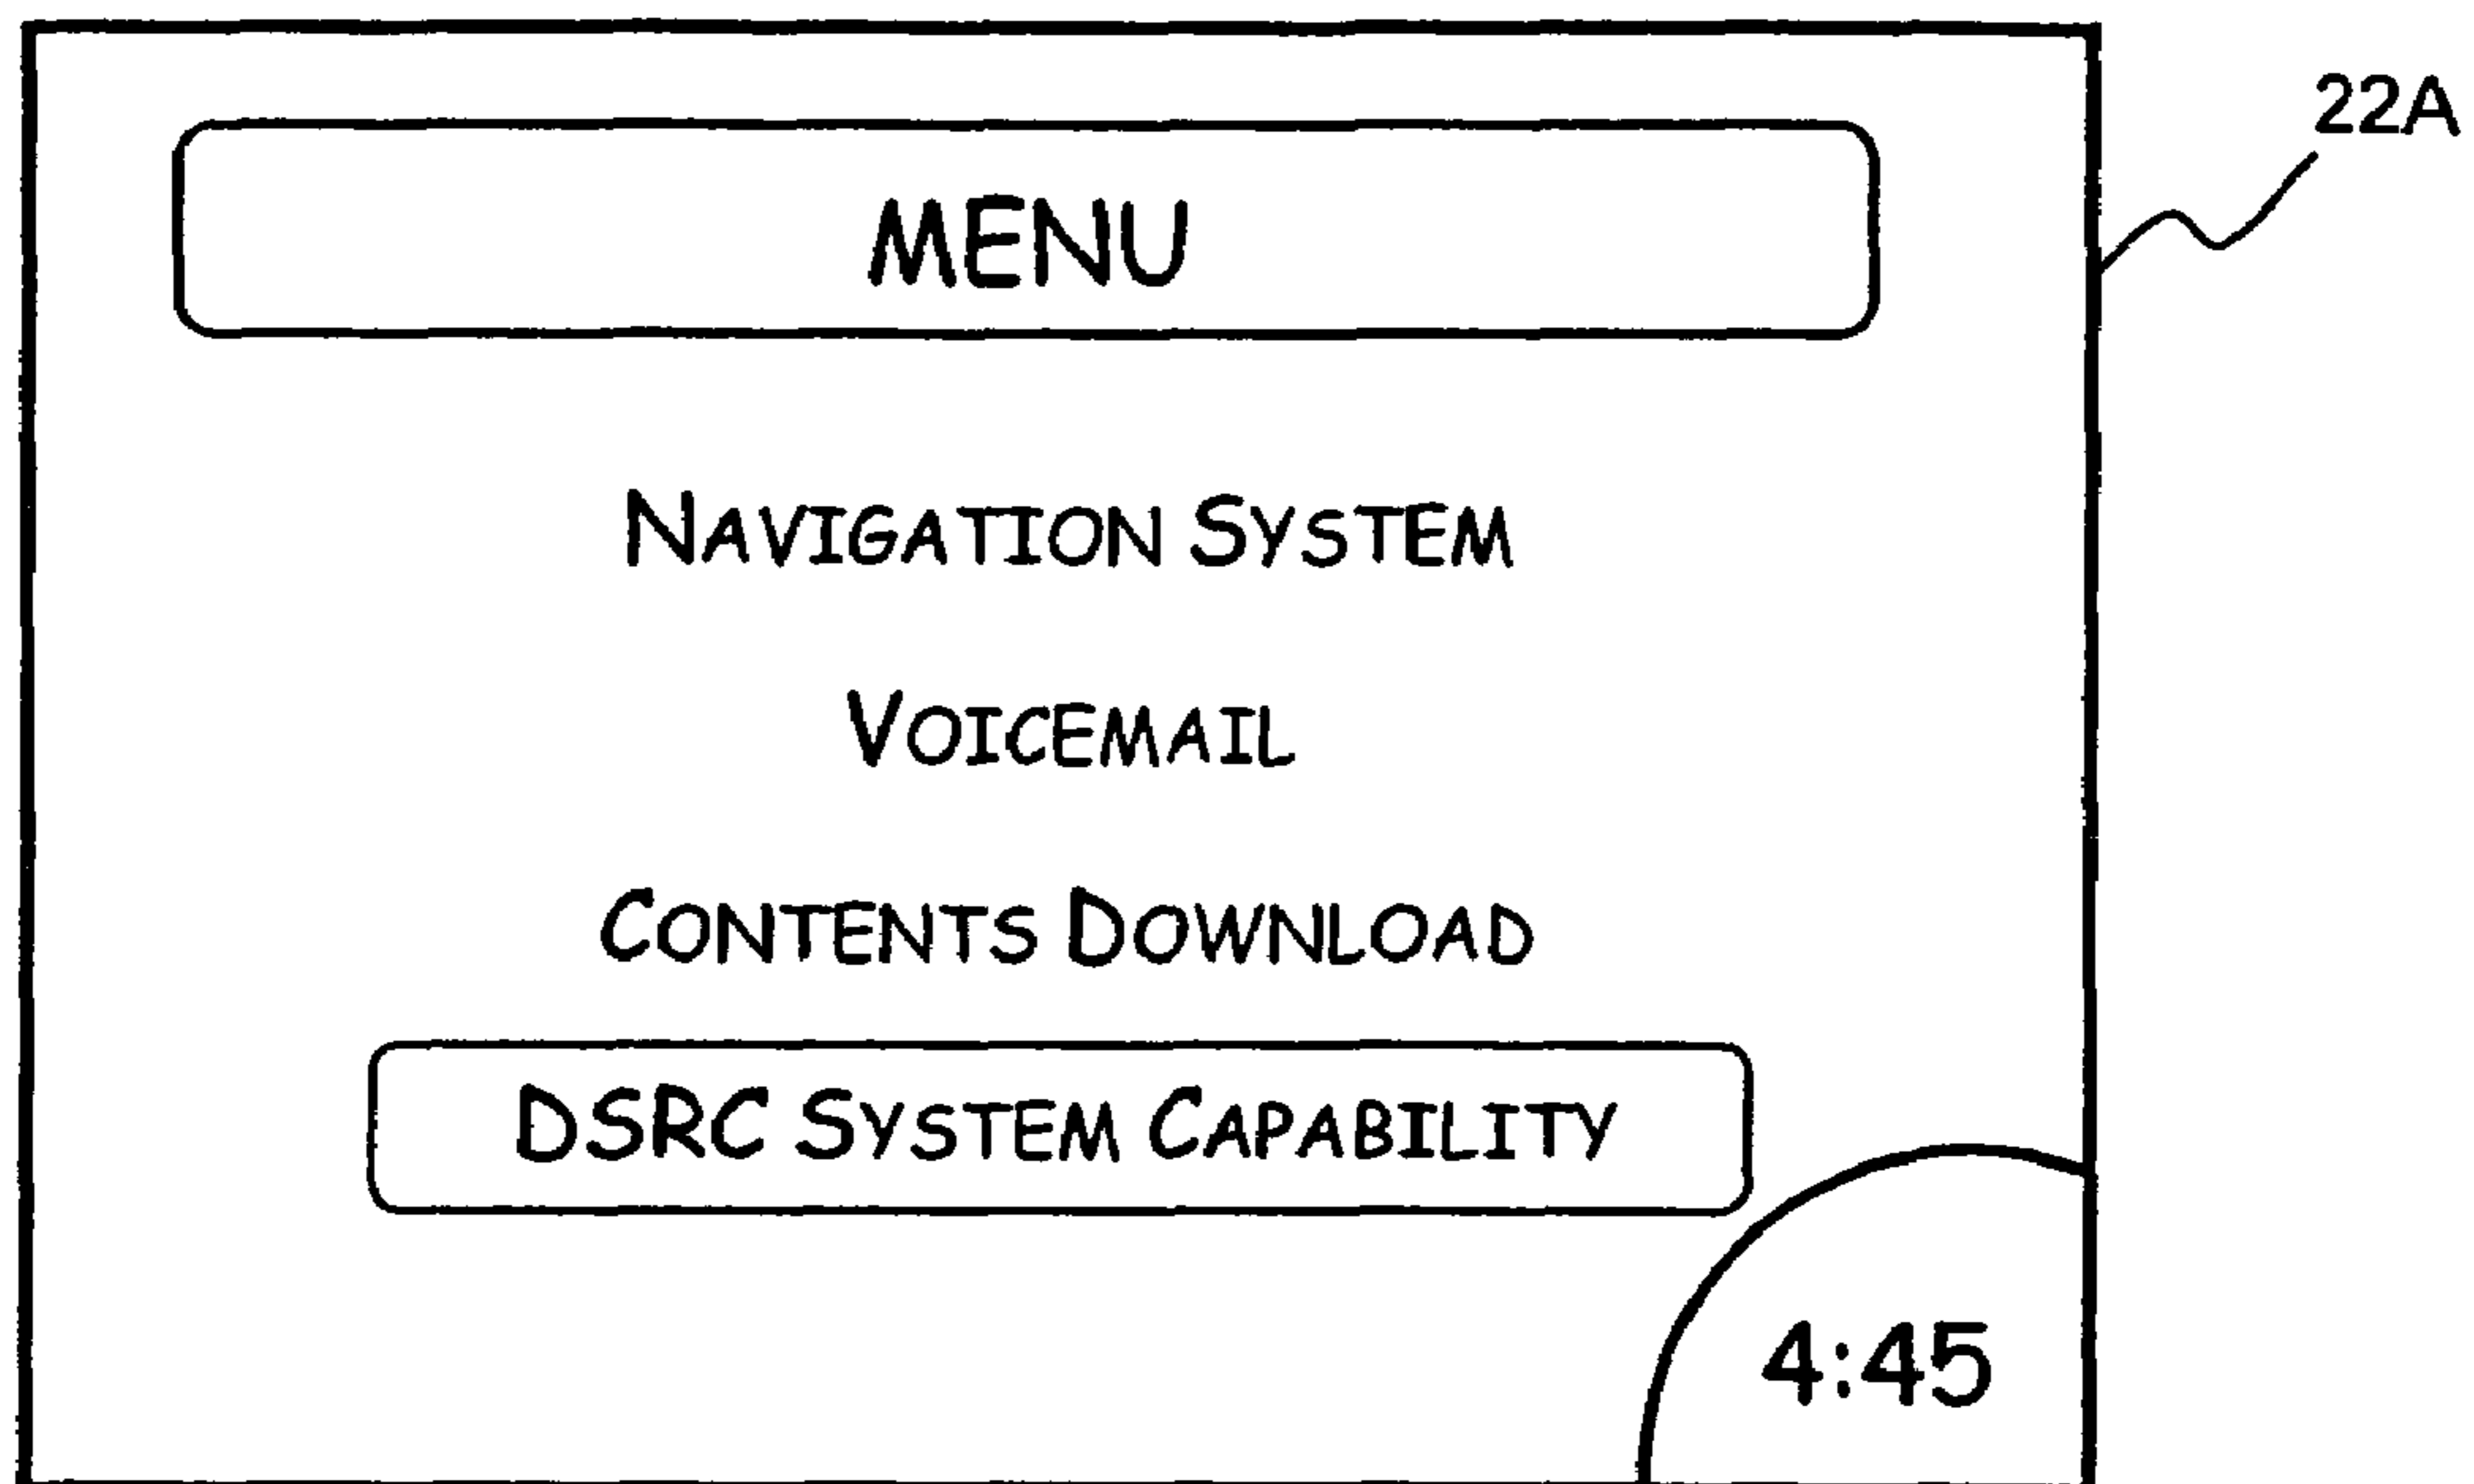 22A
MENU
NAVIGATION SYSTEM
VOICEMAIL
CONTENTS DOWNLOAD
DSRC SYSTEM CAPABILITY
4:45